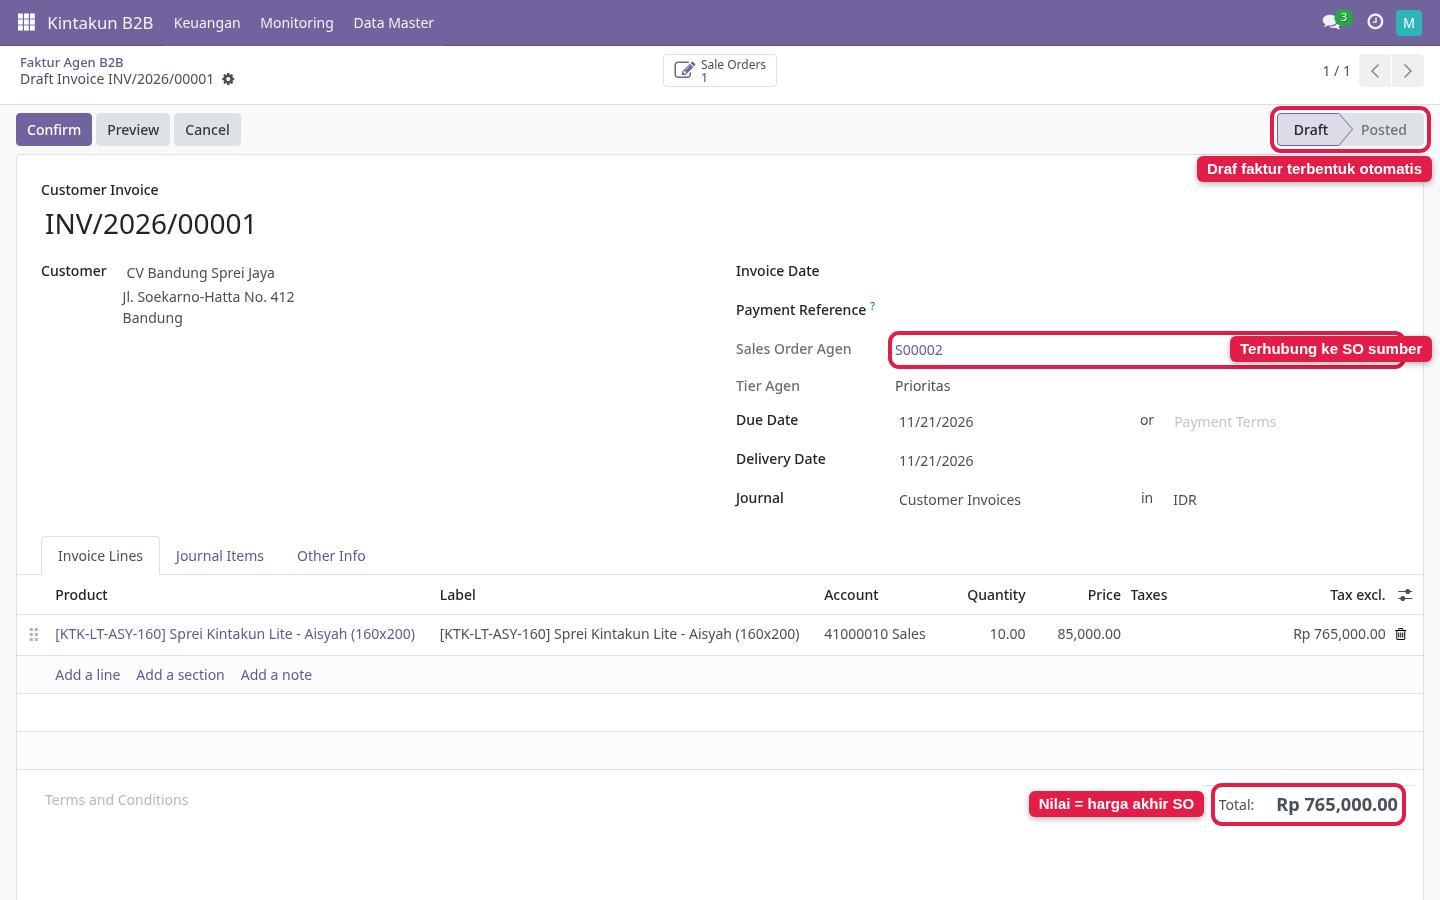 Kintakun B2B Keuangan Monitoring Data Master 3 M
Faktur Agen B2B
Draft Invoice INV/2026/00001
Sale Orders
1
1 / 1
Confirm Preview Cancel
Draft Posted
Draf faktur terbentuk otomatis
Customer Invoice
INV/2026/00001
Customer CV Bandung Sprei Jaya
Jl. Soekarno-Hatta No. 412
Bandung
Invoice Date
Payment Reference ?
Sales Order Agen S00002 Terhubung ke SO sumber
Tier Agen Prioritas
Due Date 11/21/2026 or Payment Terms
Delivery Date 11/21/2026
Journal Customer Invoices in IDR
Invoice Lines Journal Items Other Info
Product Label Account Quantity Price Taxes Tax excl.
[KTK-LT-ASY-160] Sprei Kintakun Lite - Aisyah (160x200) [KTK-LT-ASY-160] Sprei Kintakun Lite - Aisyah (160x200) 41000010 Sales 10.00 85,000.00 Rp 765,000.00
Add a line Add a section Add a note
Terms and Conditions
Nilai = harga akhir SO
Total: Rp 765,000.00